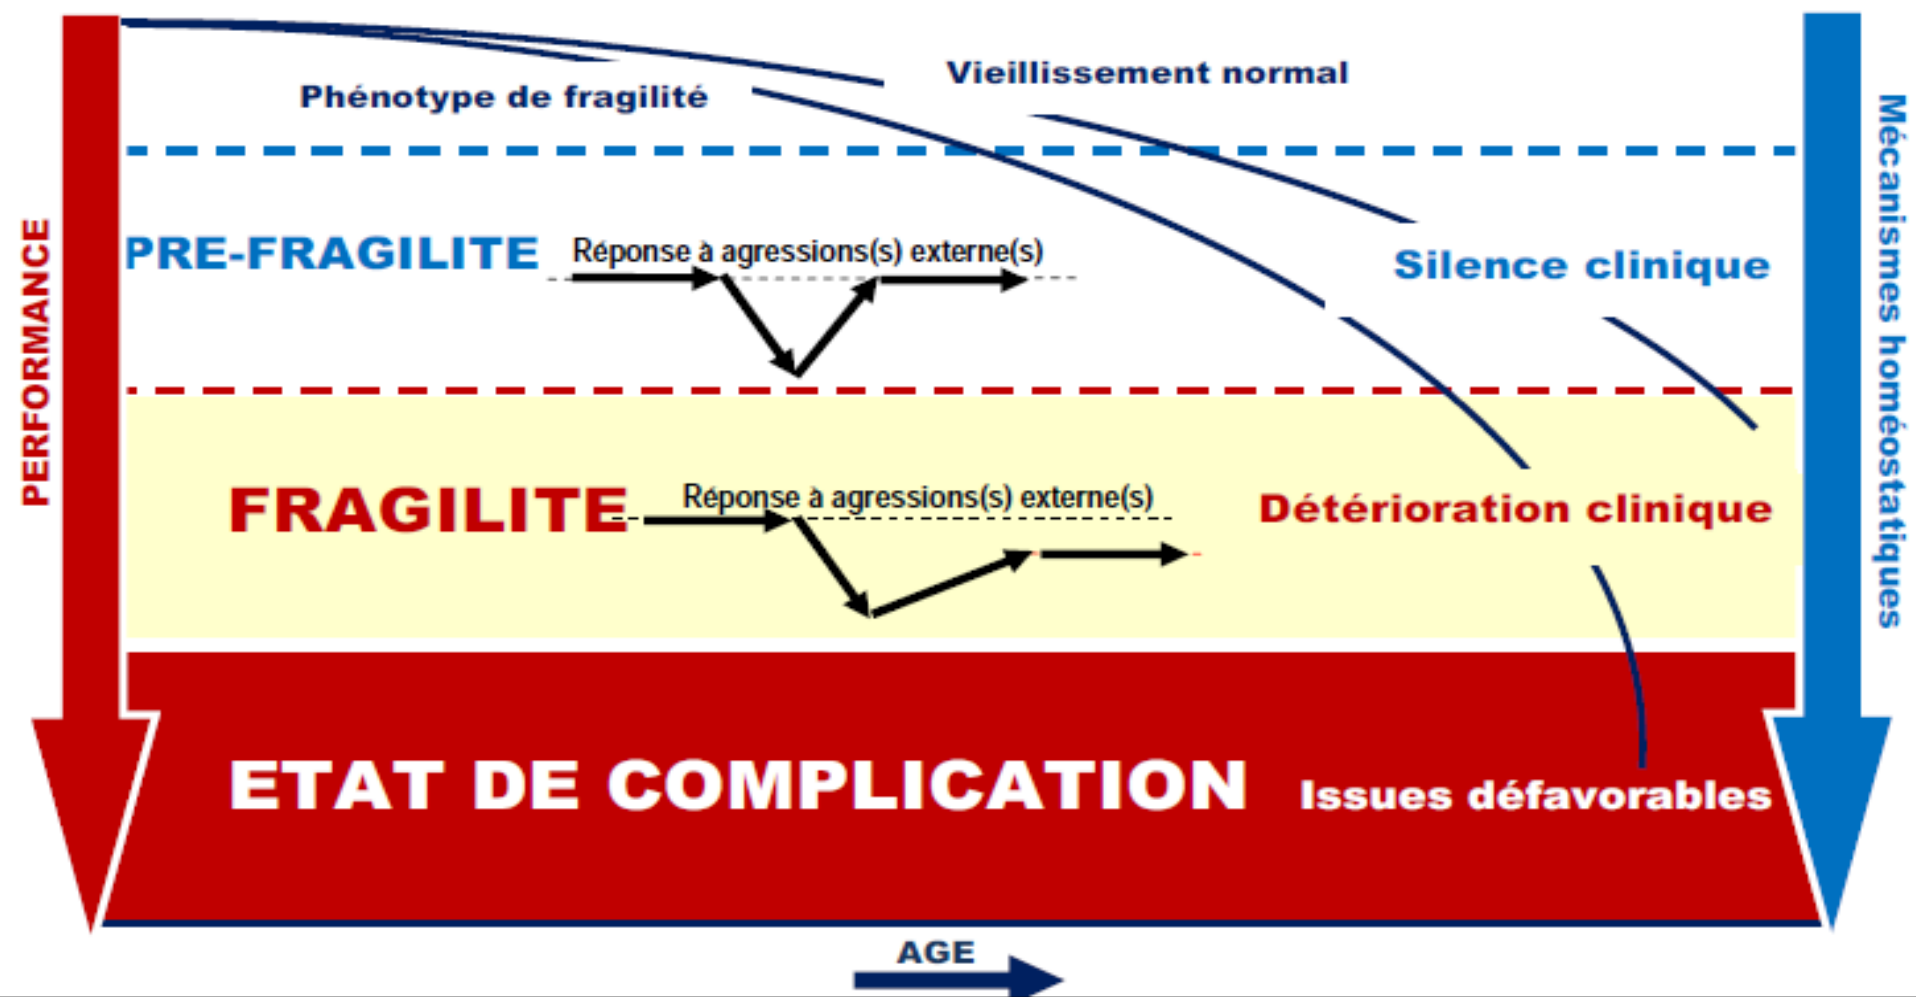 Vieillissement normal
Phénotype de fragilité
PERFORMANCE
Mécanismes homéostatiques
PRE-FRAGILITE
Réponse à agressions(s) externe(s)
Silence clinique
FRAGILITE
Réponse à agressions(s) externe(s)
Détérioration clinique
ETAT DE COMPLICATION
Issues défavorables
AGE